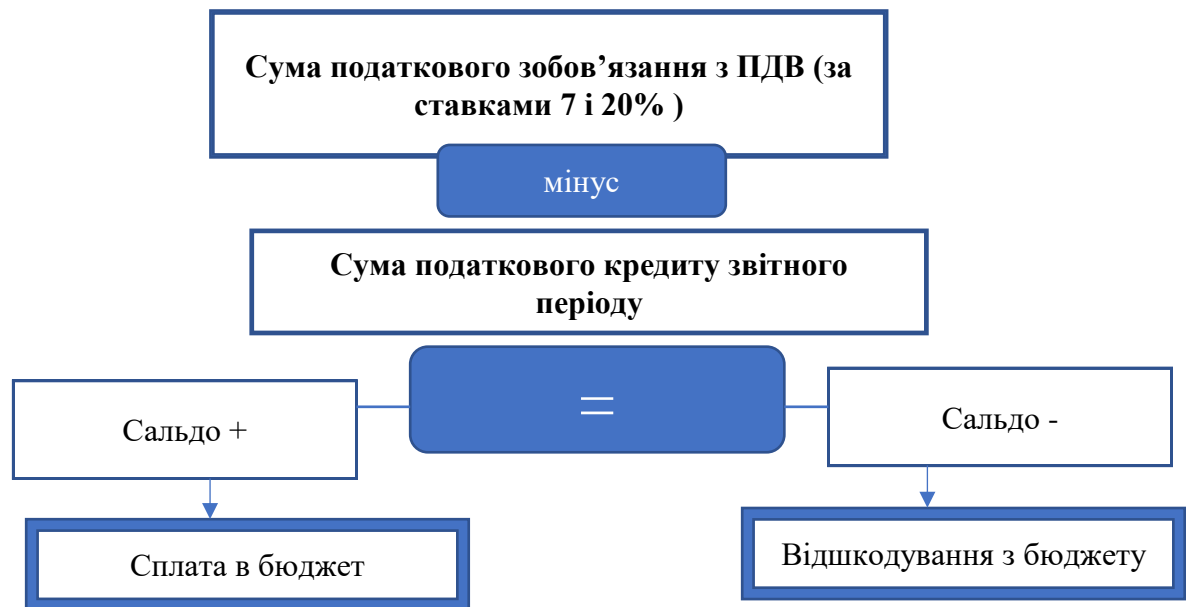 Сума податкового зобов’язання з ПДВ (за
ставками 7 і 20% )
мінус
Сума податкового кредиту звітного
періоду
=
Сальдо +
Сальдо -
Сплата в бюджет
Відшкодування з бюджету